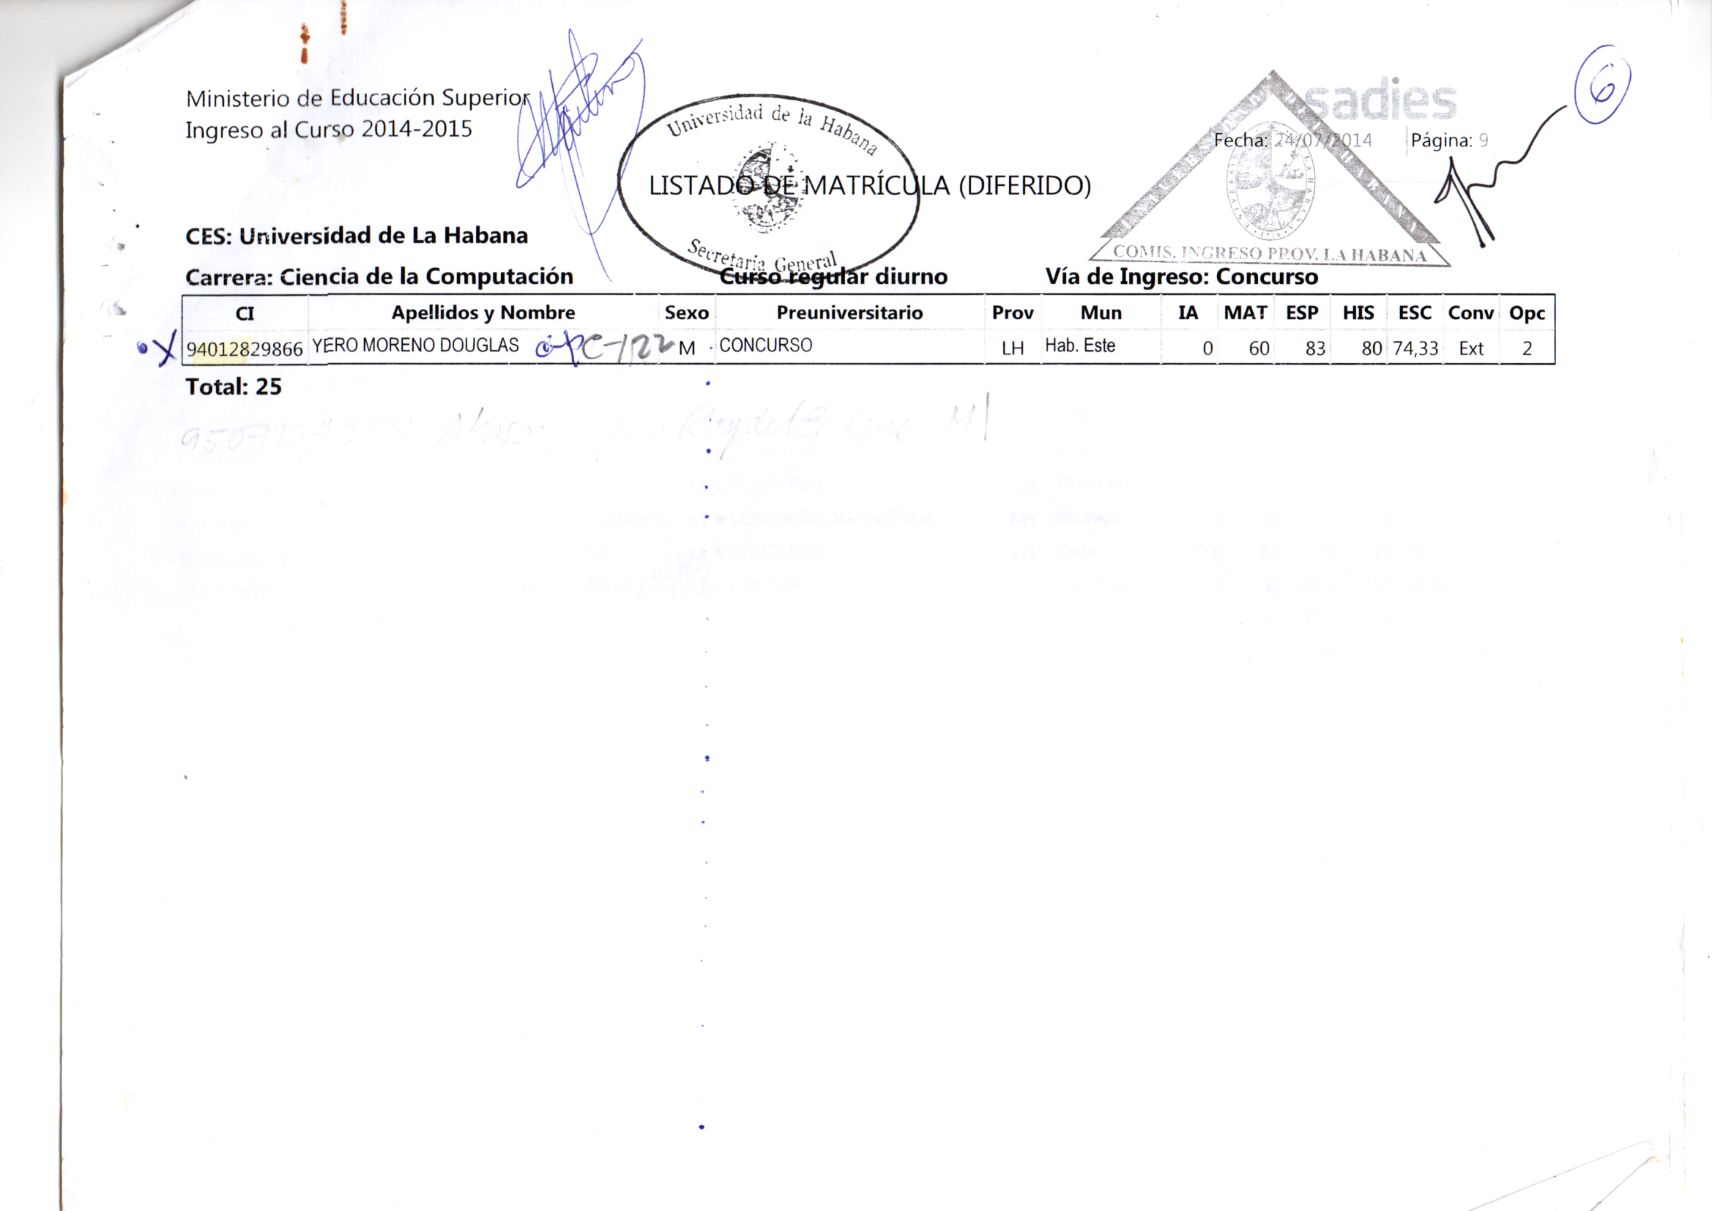 sadies
Ministerio de Educación Superior
Ingreso al Curso 2014-2015
Fecha: 24/07/2014 Página: 9
6
Universidad de la Habana
LISTADO DE MATRÍCULA (DIFERIDO)
Secretaria General
COMIS. INGRESO PROV. LA HABANA
CES: Universidad de La Habana
Carrera: Ciencia de la Computación Curso regular diurno Vía de Ingreso: Concurso
CI Apellidos y Nombre Sexo Preuniversitario Prov Mun IA MAT ESP HIS ESC Conv Opc
X 94012829866 YERO MORENO DOUGLAS C-122 M CONCURSO LH Hab. Este 0 60 83 80 74,33 Ext 2
Total: 25